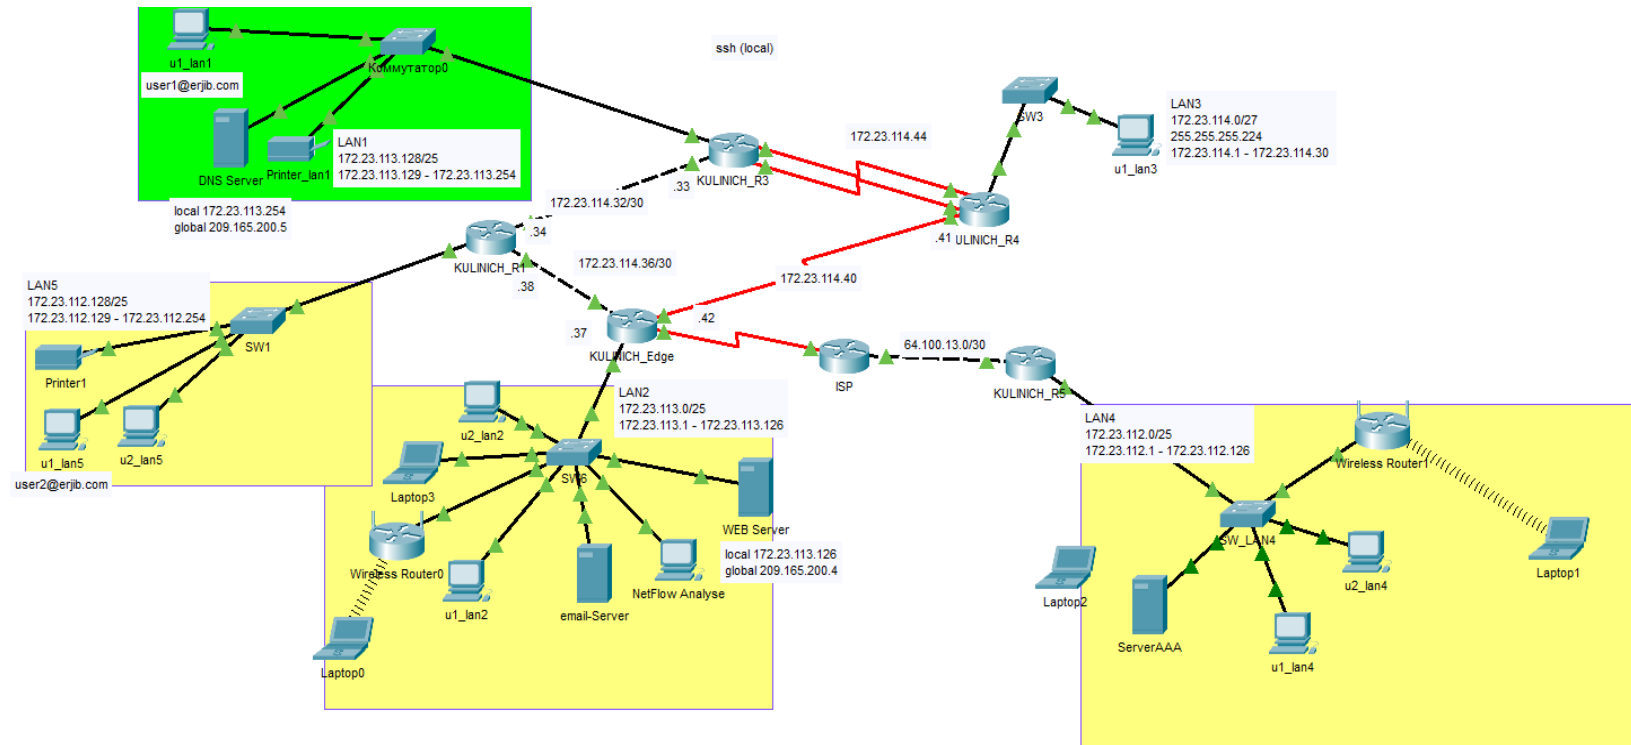 u1_lan1
user1@erjib.com
Коммутатор0
DNS Server
Printer_lan1
LAN1
172.23.113.128/25
172.23.113.129 - 172.23.113.254
local 172.23.113.254
global 209.165.200.5
ssh (local)
172.23.114.44
KULINICH_R3
.33
172.23.114.32/30
.34
SW3
LAN3
172.23.114.0/27
255.255.255.224
172.23.114.1 - 172.23.114.30
u1_lan3
.41
ULINICH_R4
KULINICH_R1
172.23.114.36/30
.38
172.23.114.40
.42
.37
KULINICH_Edge
LAN5
172.23.112.128/25
172.23.112.129 - 172.23.112.254
SW1
Printer1
u1_lan5
u2_lan5
user2@erjib.com
ISP
64.100.13.0/30
KULINICH_R5
LAN2
172.23.113.0/25
172.23.113.1 - 172.23.113.126
u2_lan2
Laptop3
SW6
WEB Server
local 172.23.113.126
global 209.165.200.4
Wireless Router0
u1_lan2
email-Server
NetFlow Analyse
Laptop0
LAN4
172.23.112.0/25
172.23.112.1 - 172.23.112.126
Wireless Router1
SW_LAN4
Laptop2
ServerAAA
u1_lan4
u2_lan4
Laptop1